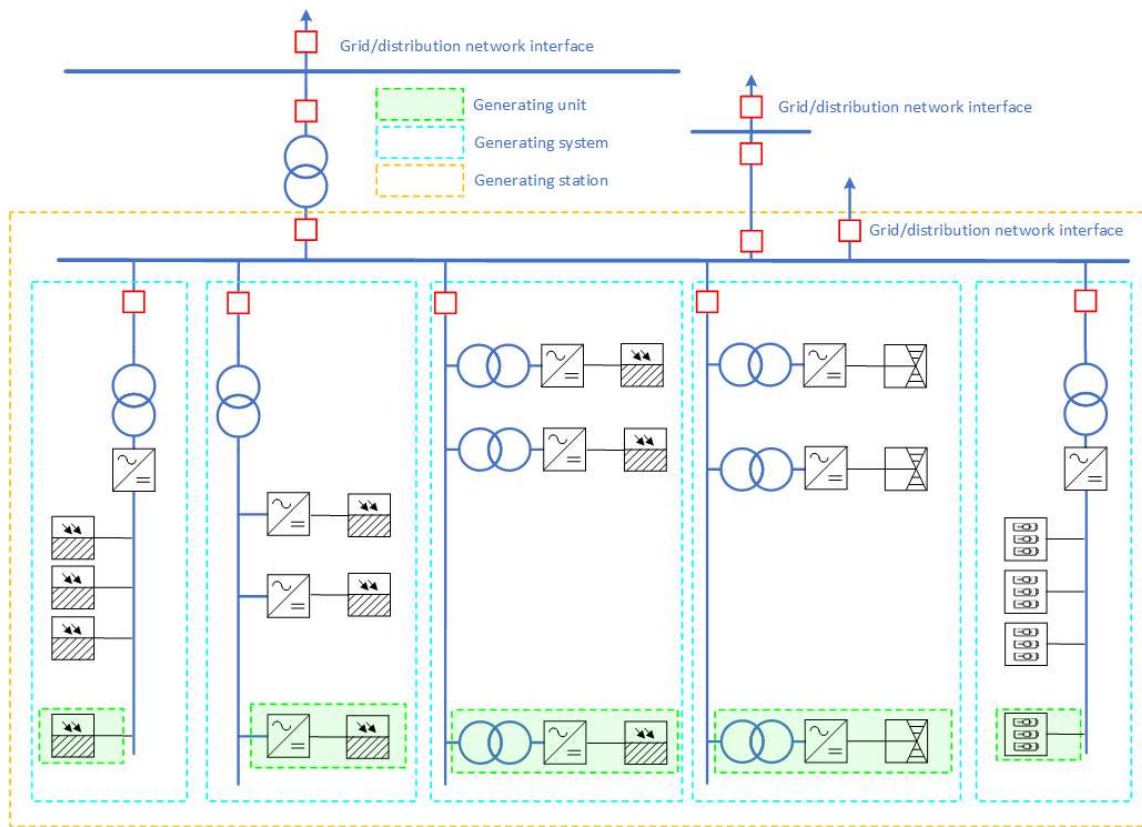 Grid/distribution network interface
Generating unit
Generating system
Generating station
Grid/distribution network interface
Grid/distribution network interface